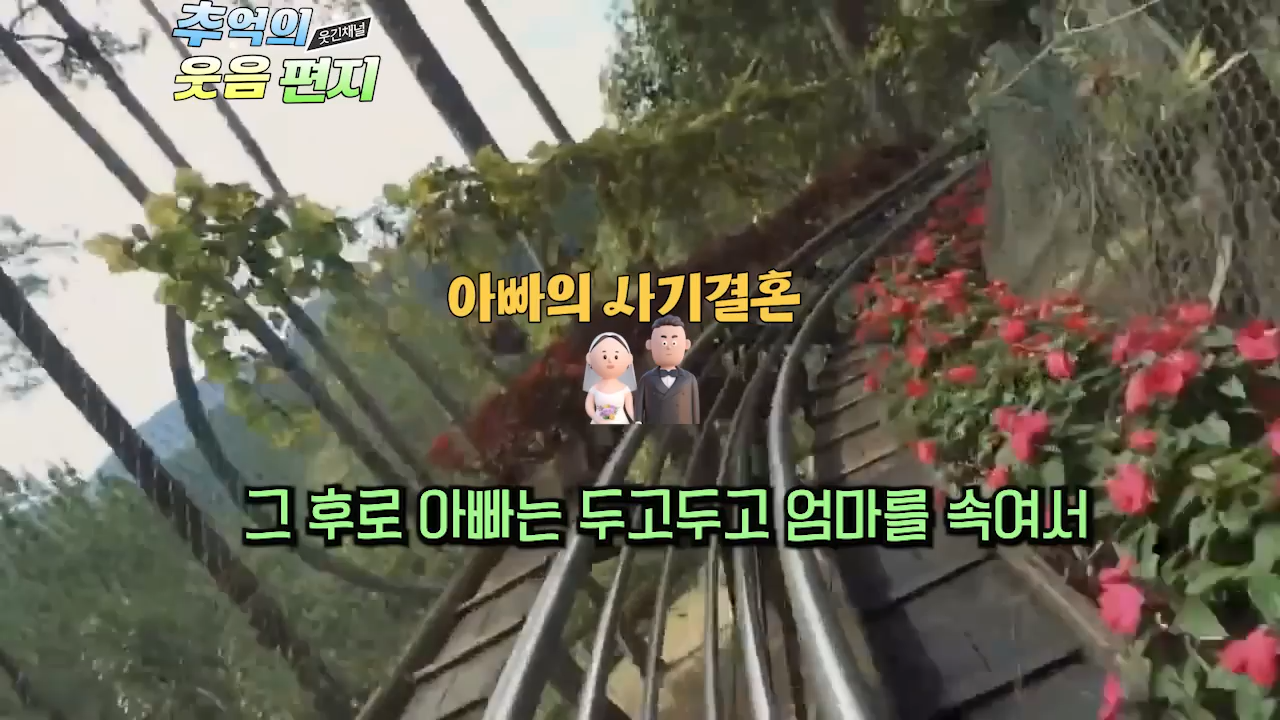 추억의
웃긴채널
웃음 편지
아빠의 사기결혼
그 후로 아빠는 두고두고 엄마를 속여서